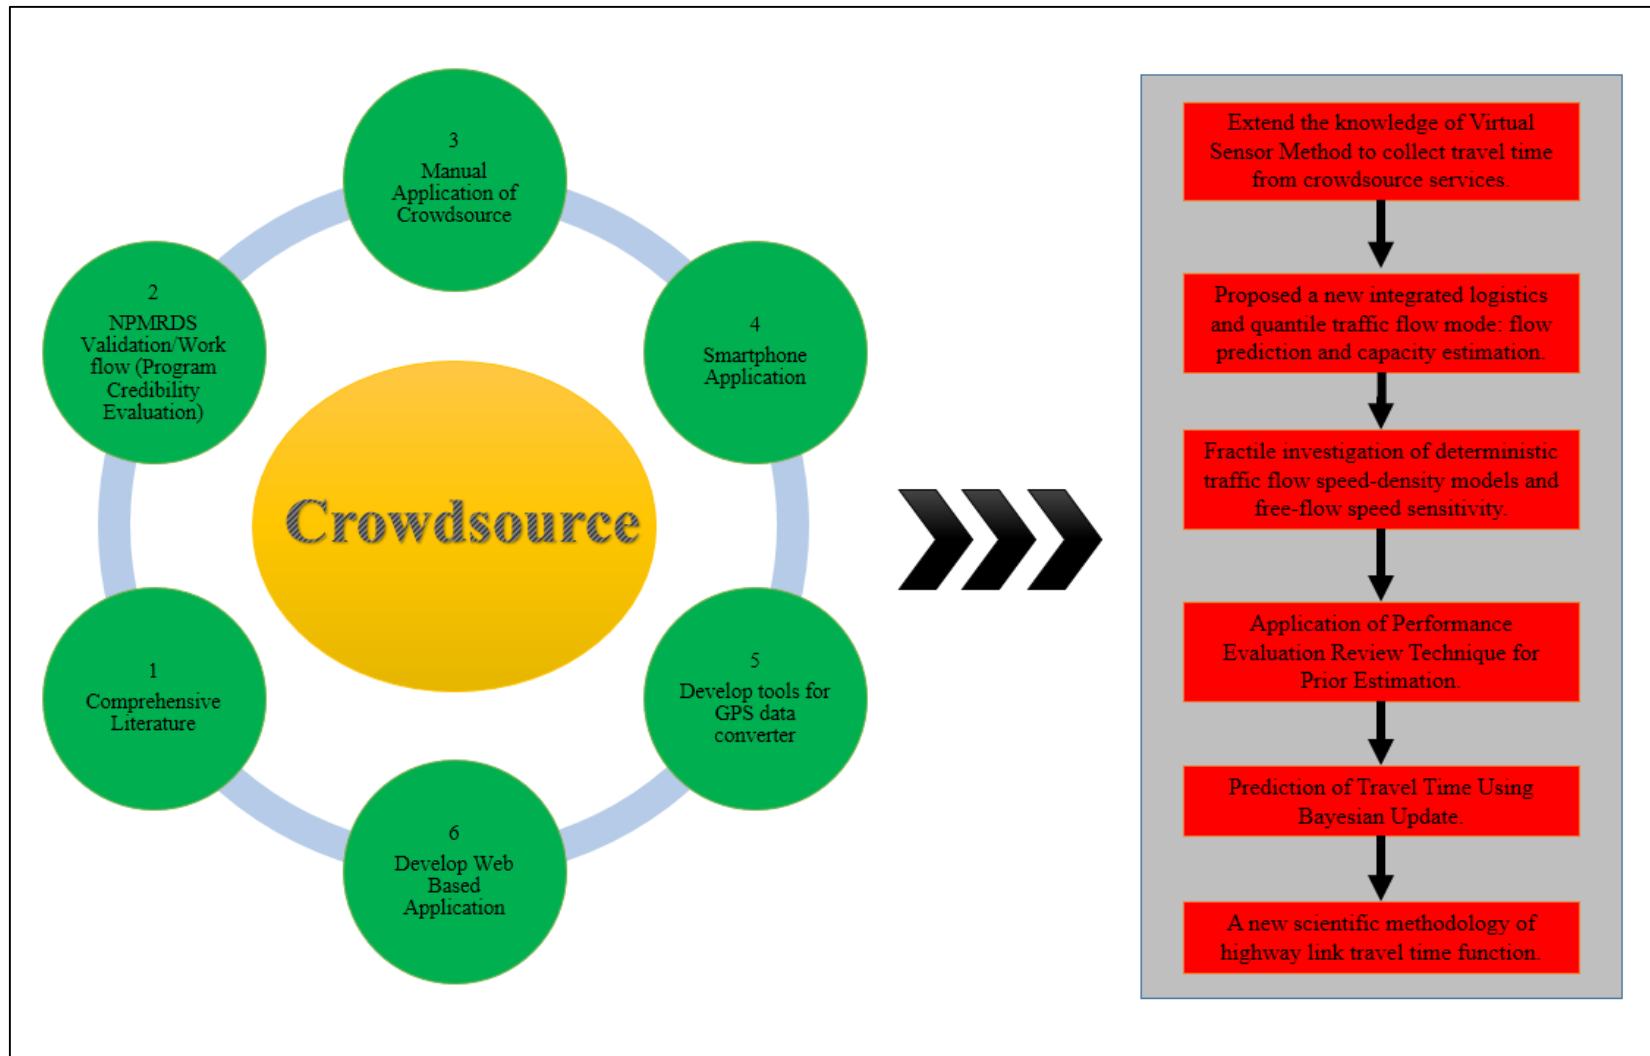 3
Manual
Application of
Crowdsource
2
NPMRDS
Validation/Work
flow (Program
Credibility
Evaluation)
4
Smartphone
Application
Crowdsource
1
Comprehensive
Literature
5
Develop tools for
GPS data
converter
6
Develop Web
Based
Application
Extend the knowledge of Virtual
Sensor Method to collect travel time
from crowdsource services.
Proposed a new integrated logistics
and quantile traffic flow mode: flow
prediction and capacity estimation.
Fractile investigation of deterministic
traffic flow speed-density models and
free-flow speed sensitivity.
Application of Performance
Evaluation Review Technique for
Prior Estimation.
Prediction of Travel Time Using
Bayesian Update.
A new scientific methodology of
highway link travel time function.